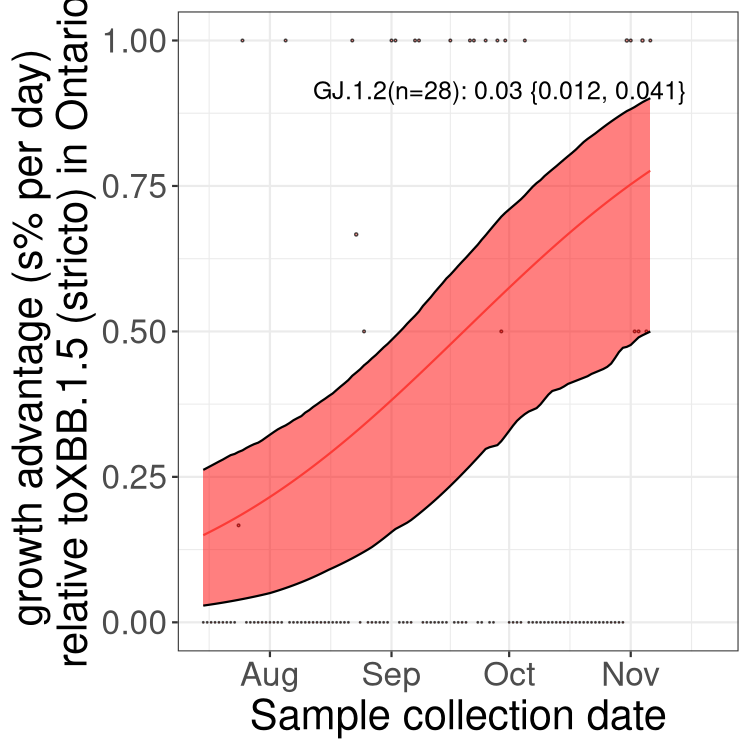 growth advantage (s% per day)
relative toXBB.1.5 (stricto) in Ontario
1.00
0.75
0.50
0.25
0.00
GJ.1.2(n=28): 0.03 {0.012, 0.041}
Aug Sep Oct Nov
Sample collection date